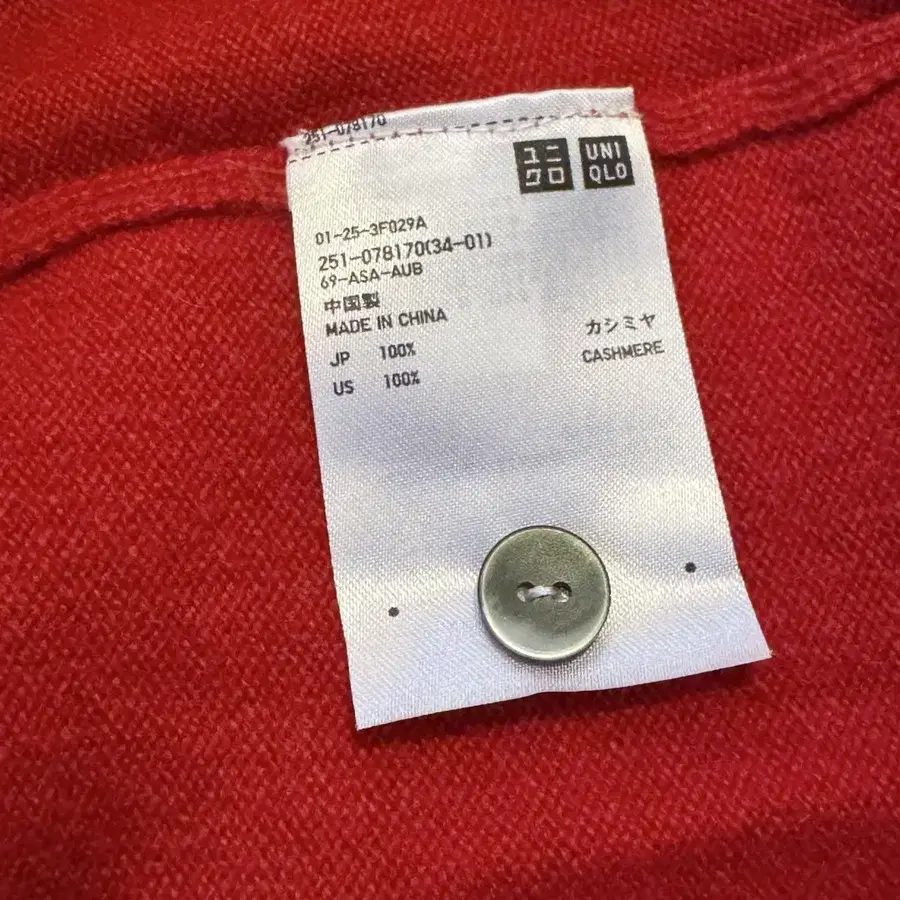 251-078170
ユニ
クロ
UNI
QLO
01-25-3F029A
251-078170(34-01)
69-ASA-AUB
中国製
MADE IN CHINA
JP 100% カシミヤ
US 100% CASHMERE